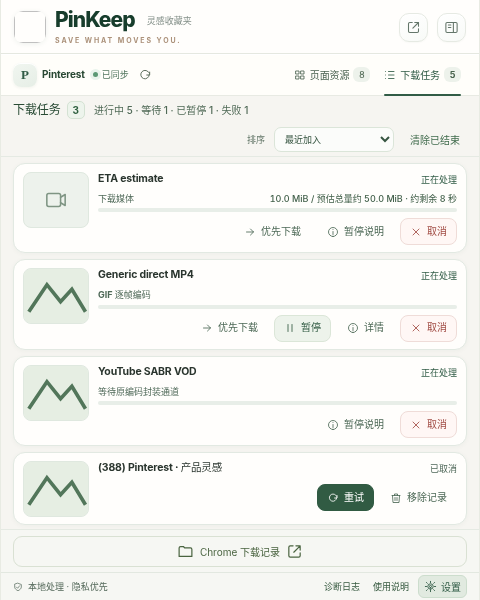 PinKeep 灵感收藏夹
SAVE WHAT MOVES YOU.
P Pinterest 已同步 页面资源 8 下载任务 5
下载任务 3 进行中 5 · 等待 1 · 已暂停 1 · 失败 1
排序 最近加入 清除已结束
ETA estimate 正在处理
下载媒体 10.0 MiB / 预估总量约 50.0 MiB · 约剩余 8 秒
优先下载 暂停说明 取消
Generic direct MP4 正在处理
GIF 逐帧编码
优先下载 暂停 详情 取消
YouTube SABR VOD 正在处理
等待原编码封装通道
暂停说明 取消
(388) Pinterest · 产品灵感 已取消
重试 移除记录
Chrome 下载记录
本地处理 · 隐私优先 诊断日志 使用说明 设置